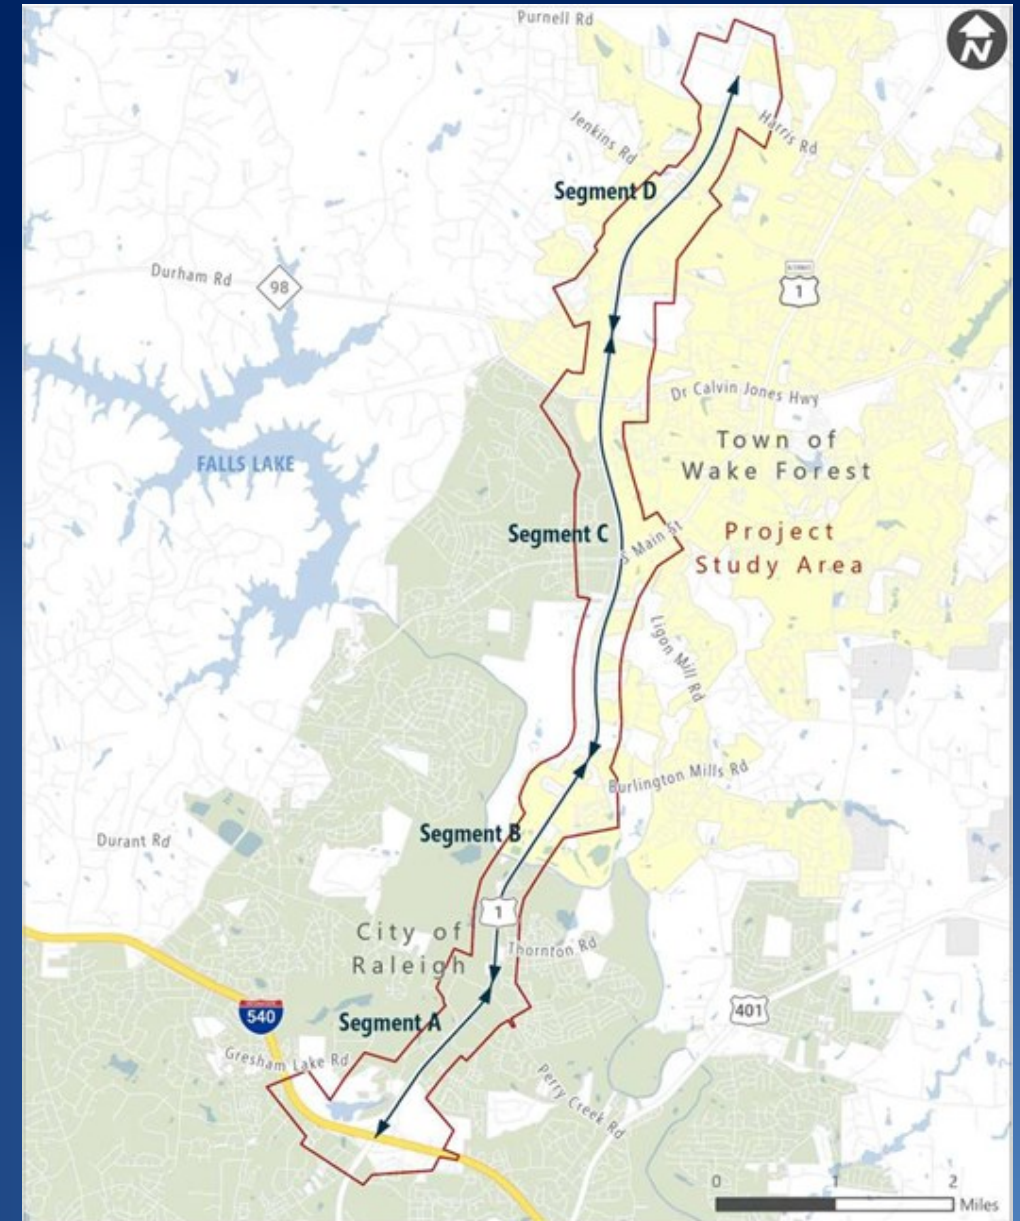 Purnell Rd
N
Jenkins Rd
Harris Rd
Segment D
Durham Rd
98
ALTERNATE
1
Dr Calvin Jones Hwy
Town of
Wake Forest
FALLS LAKE
Segment C
S Main St
Project
Study Area
Ligon Mill Rd
Burlington Mills Rd
Durant Rd
Segment B
1
City of
Raleigh
Thornton Rd
INTERSTATE
540
401
Segment A
Gresham Lake Rd
Perry Creek Rd
0 1 2
Miles